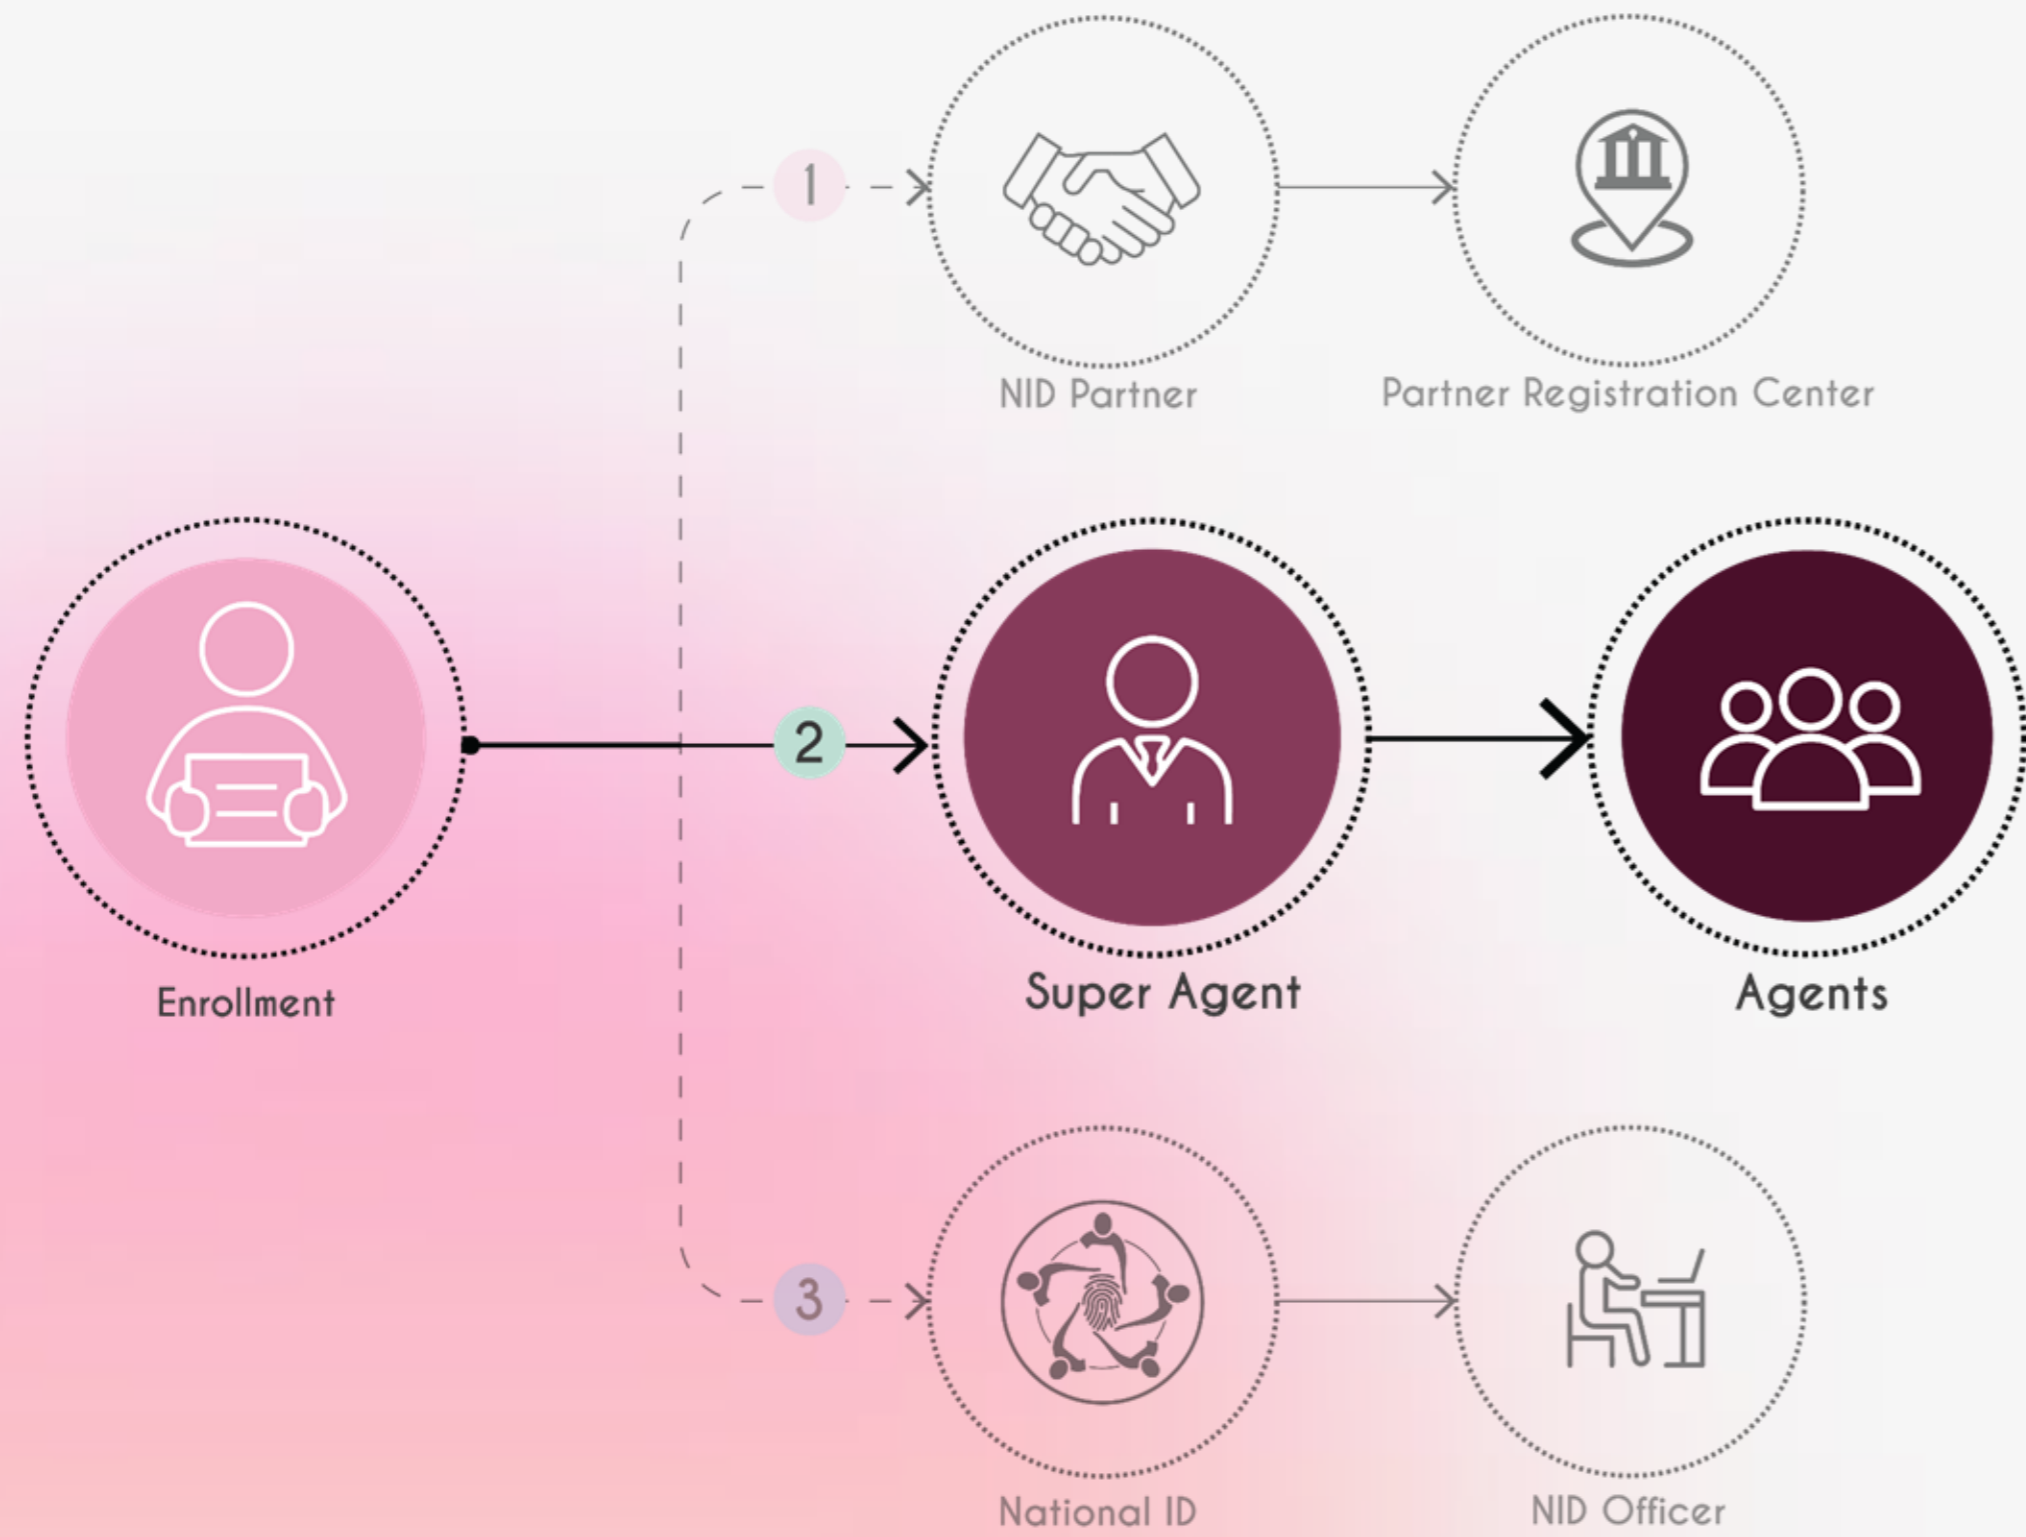 1
NID Partner
Partner Registration Center
Enrollment
2
Super Agent
Agents
3
National ID
NID Officer